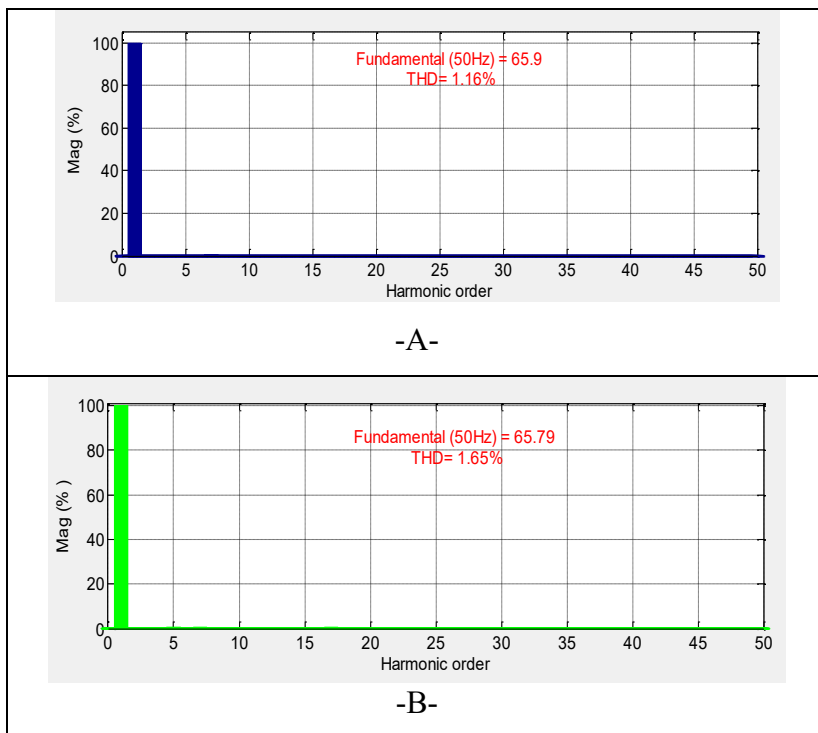 Fundamental (50Hz) = 65.9
THD= 1.16%
100
80
60
40
20
0
Mag (%)
0 5 10 15 20 25 30 35 40 45 50
Harmonic order
-A-
Fundamental (50Hz) = 65.79
THD= 1.65%
100
80
60
40
20
0
Mag (% )
0 5 10 15 20 25 30 35 40 45 50
Harmonic order
-B-